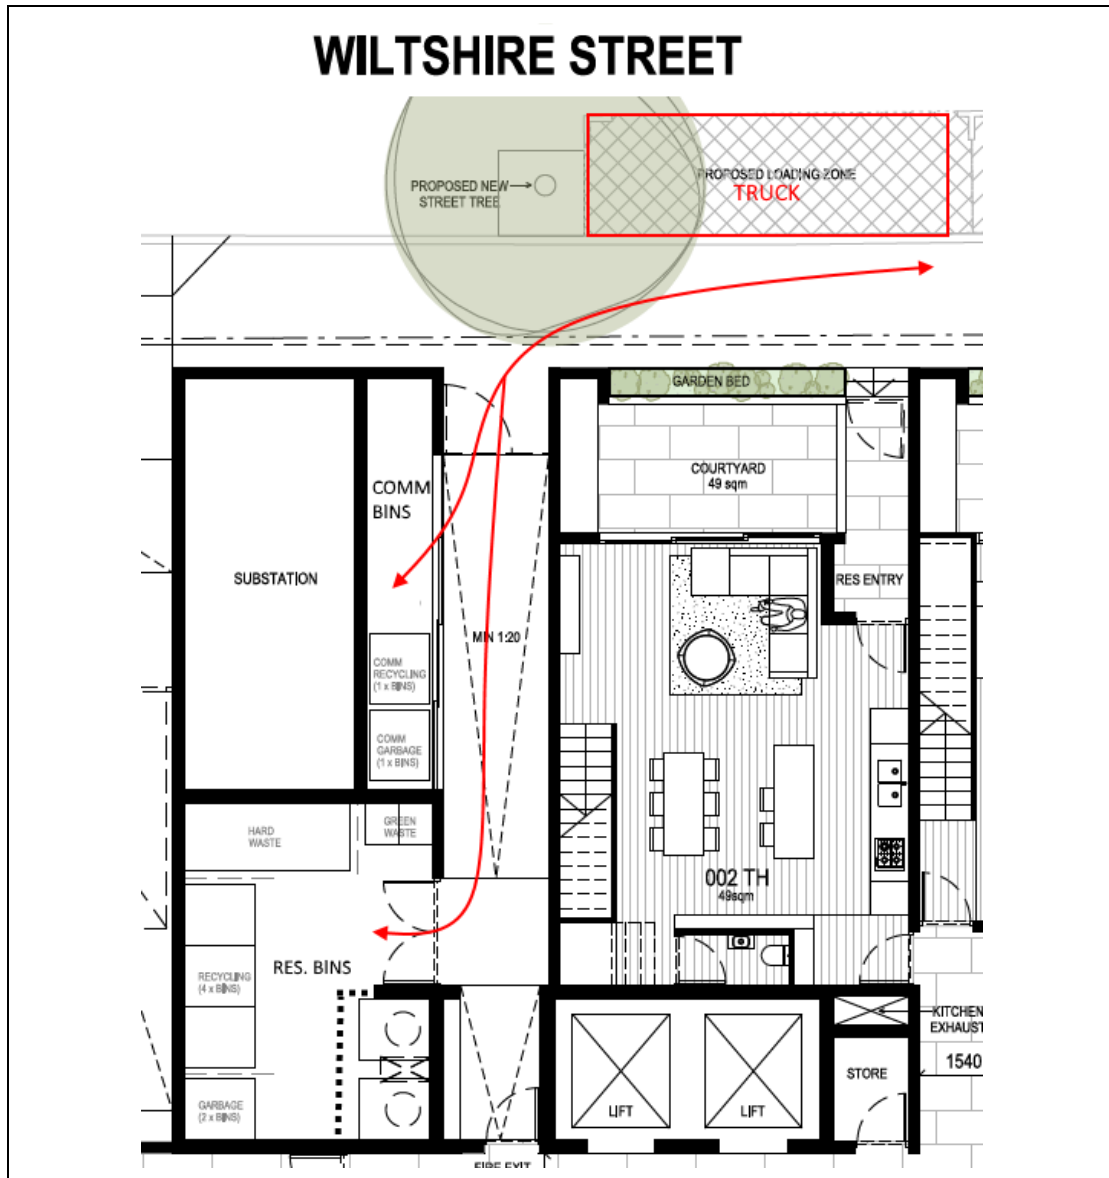 WILTSHIRE STREET
PROPOSED NEW
STREET TREE
PROPOSED LOADING ZONE
TRUCK
GARDEN BED
COURTYARD
49 sqm
COMM
BINS
SUBSTATION
RES ENTRY
MIN 1:20
COMM
RECYCLING
(1 x BINS)
COMM
GARBAGE
(1 x BINS)
HARD
WASTE
GREEN
WASTE
002 TH
49sqm
RES. BINS
RECYCLING
(4 x BINS)
KITCHEN
EXHAUST
1540
STORE
GARBAGE
(2 x BINS)
LIFT
LIFT
FIRE EXIT